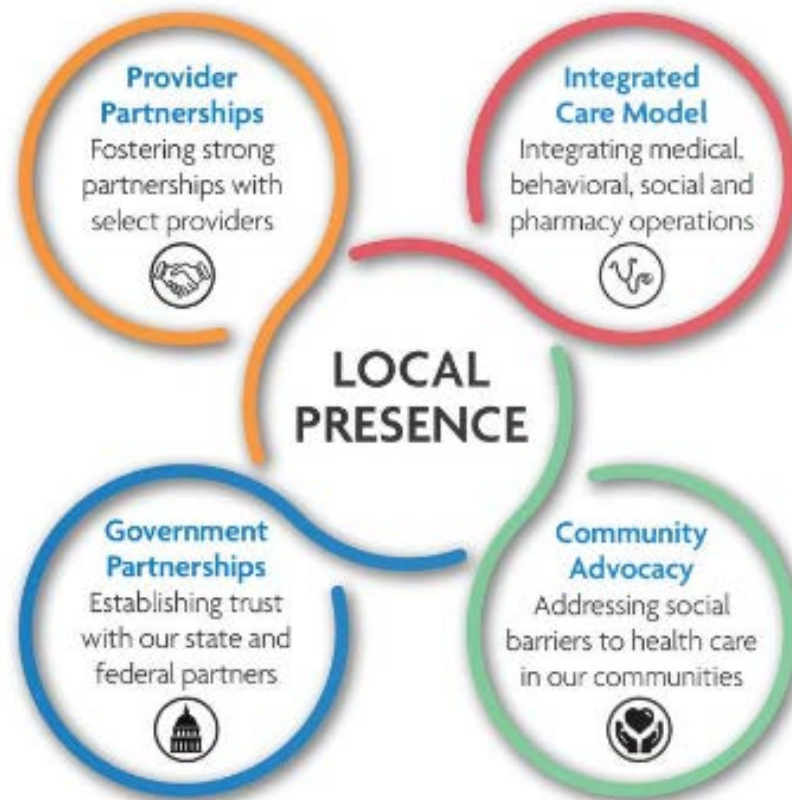 Provider
Partnerships
Fostering strong
partnerships with
select providers
Integrated
Care Model
Integrating medical,
behavioral, social and
pharmacy operations
LOCAL
PRESENCE
Government
Partnerships
Establishing trust
with our state and
federal partners
Community
Advocacy
Addressing social
barriers to health care
in our communities